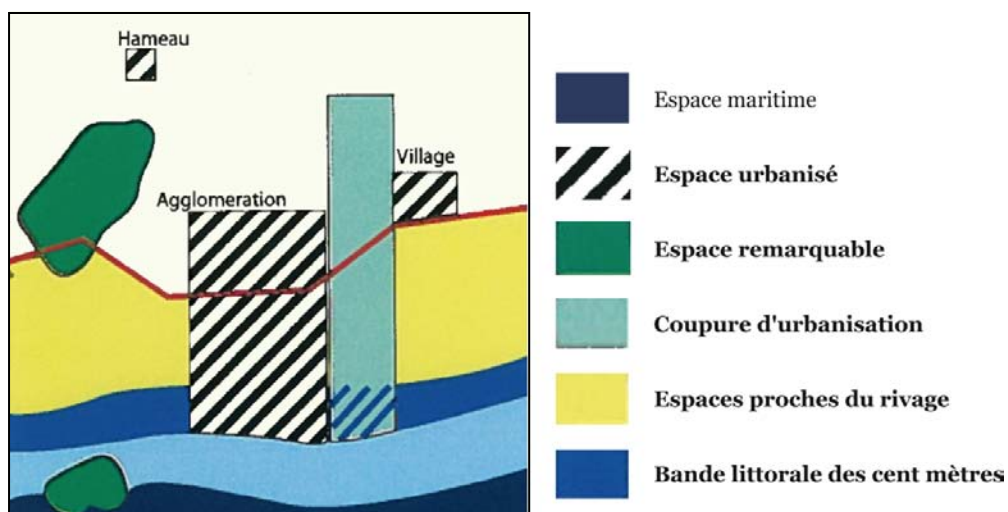 Hameau
Village
Agglomeration
Espace maritime
Espace urbanisé
Espace remarquable
Coupure d'urbanisation
Espaces proches du rivage
Bande littorale des cent mètres